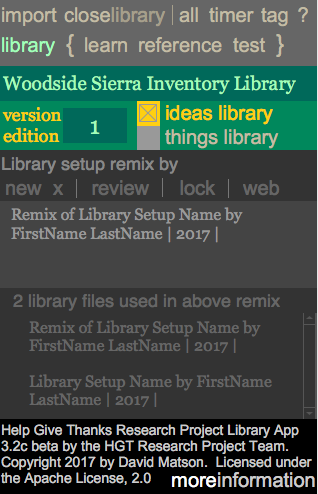 import closelibrary | all timer tag ?
library { learn reference test }
Woodside Sierra Inventory Library
version
edition
1
ideas library
things library
Library setup remix by
new x | review | lock | web
Remix of Library Setup Name by
FirstName LastName | 2017 |
2 library files used in above remix
Remix of Library Setup Name by
FirstName LastName | 2017 |
Library Setup Name by FirstName
LastName | 2017 |
Help Give Thanks Research Project Library App
3.2c beta by the HGT Research Project Team.
Copyright 2017 by David Matson.  Licensed under
the Apache License, 2.0
moreinformation